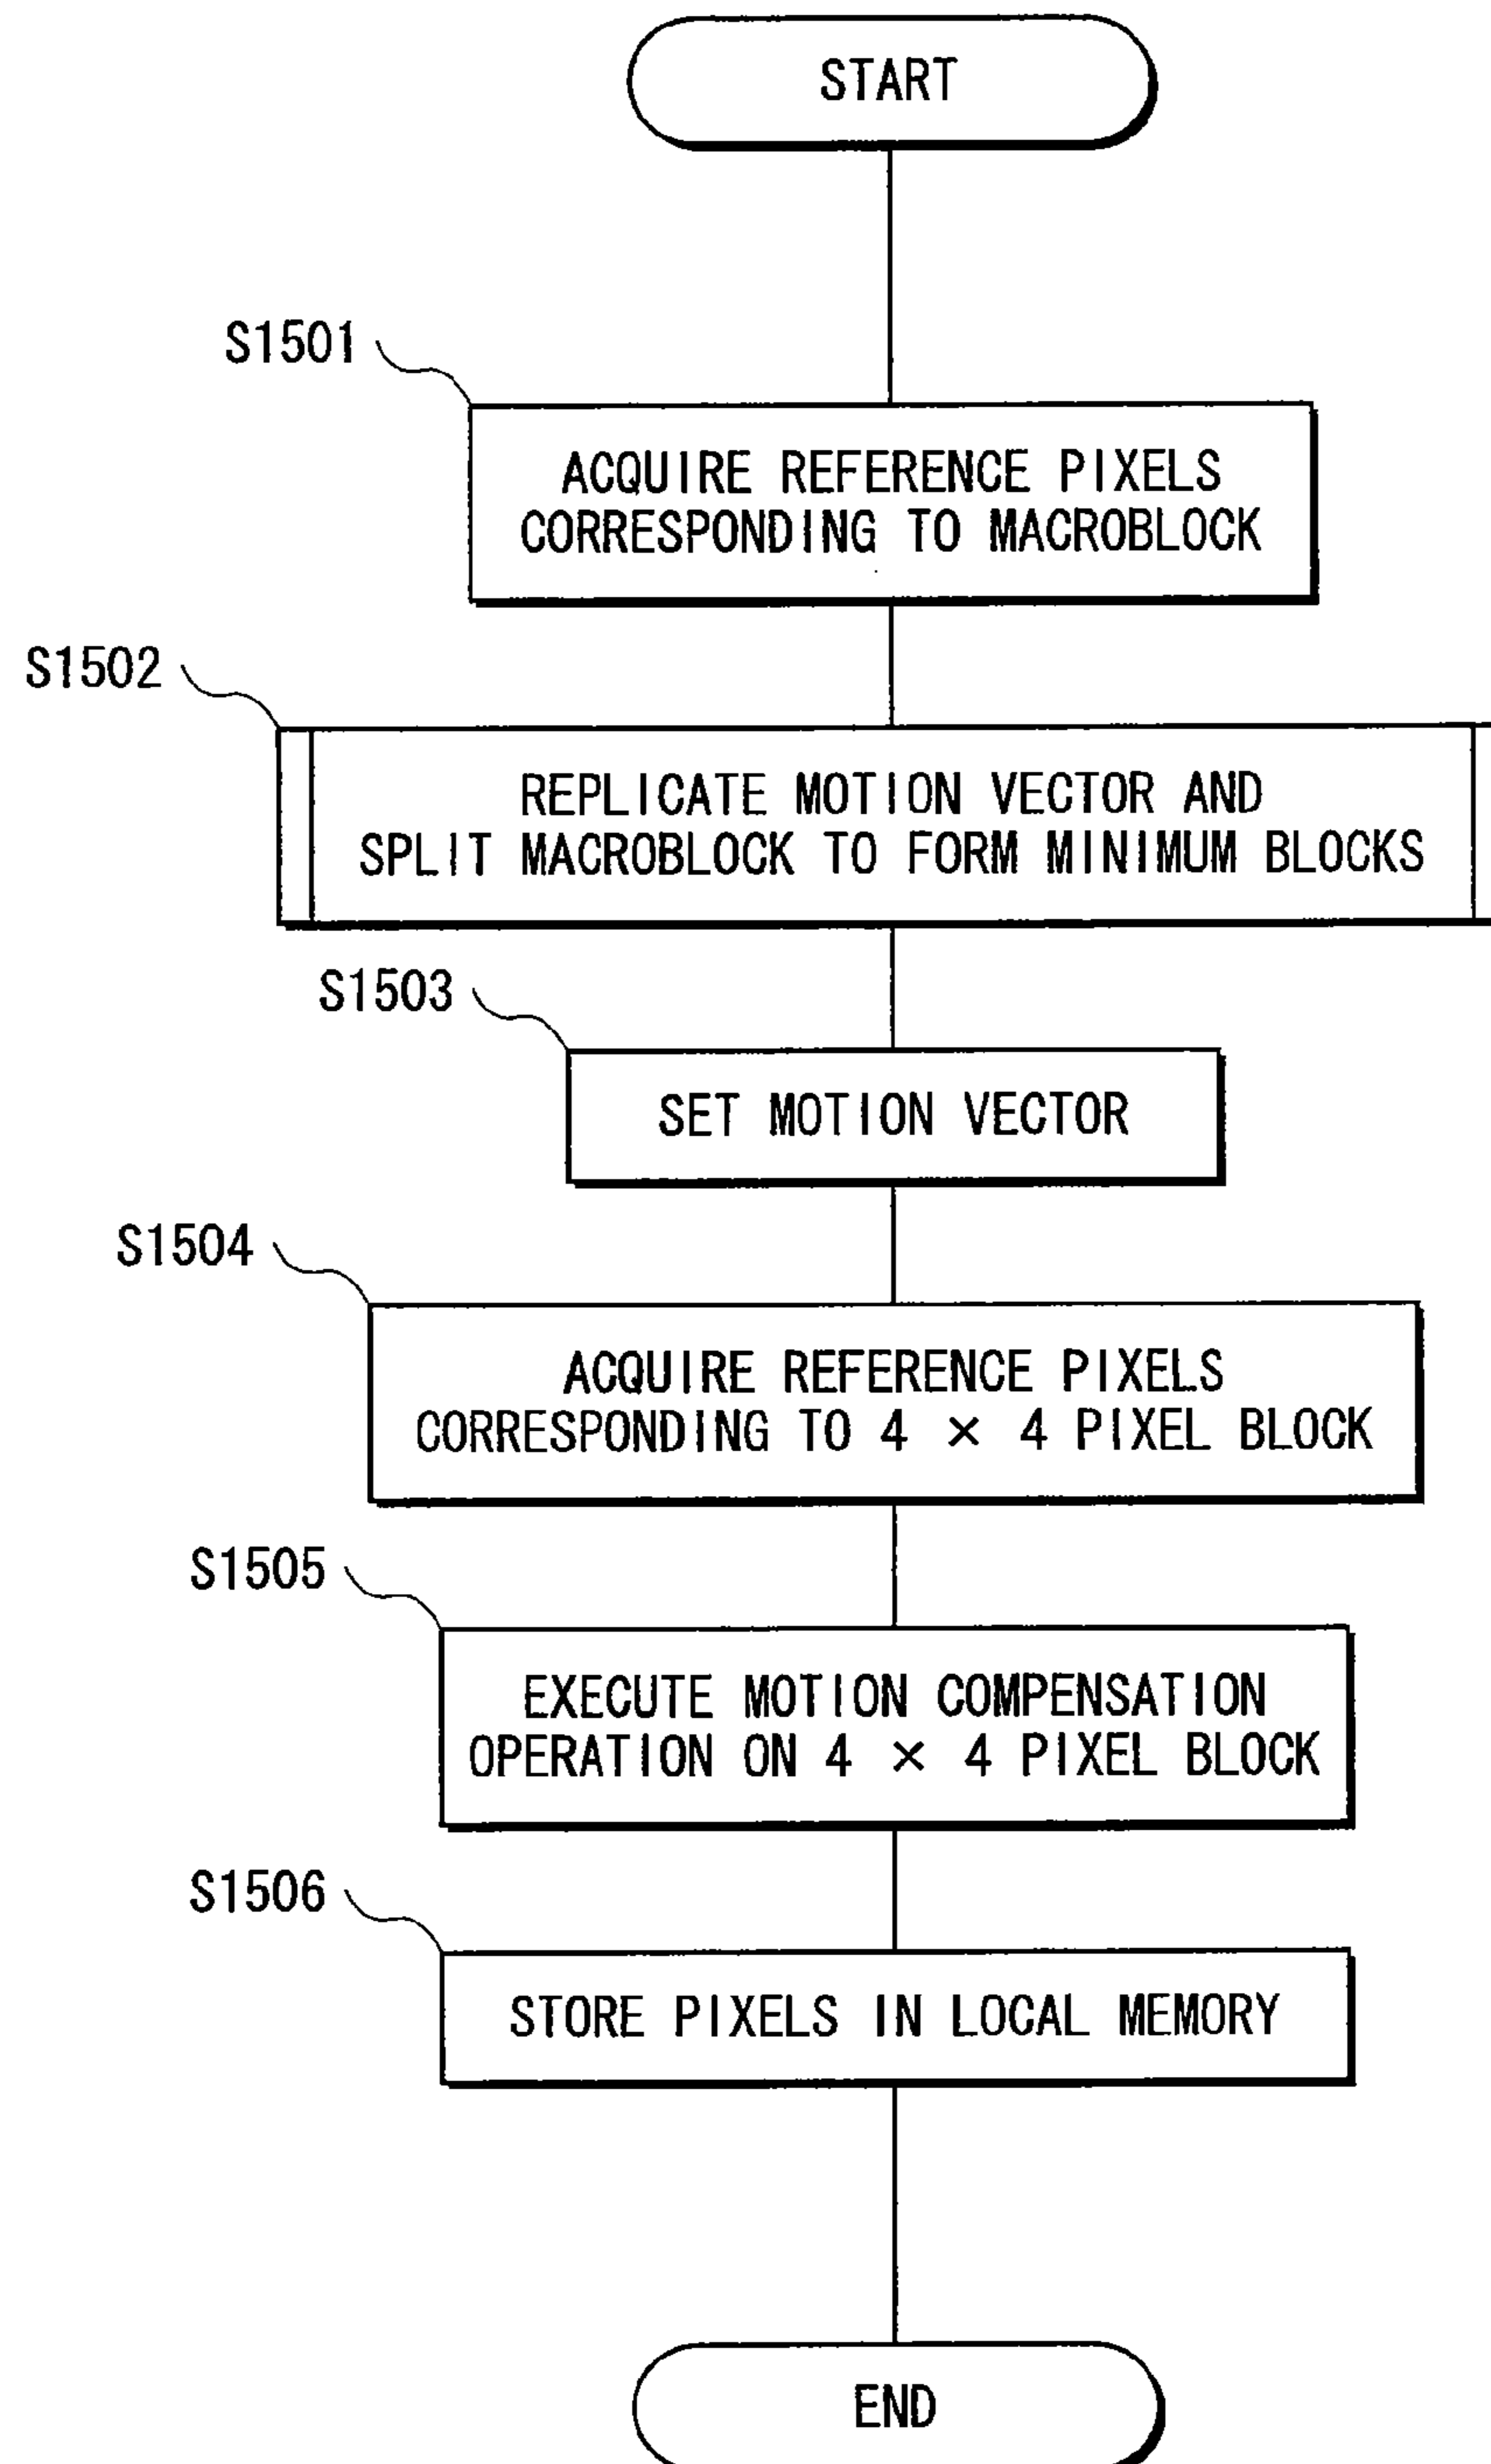 START
S1501
ACQUIRE REFERENCE PIXELS
CORRESPONDING TO MACROBLOCK
S1502
REPLICATE MOTION VECTOR AND
SPLIT MACROBLOCK TO FORM MINIMUM BLOCKS
S1503
SET MOTION VECTOR
S1504
ACQUIRE REFERENCE PIXELS
CORRESPONDING TO 4 × 4 PIXEL BLOCK
S1505
EXECUTE MOTION COMPENSATION
OPERATION ON 4 × 4 PIXEL BLOCK
S1506
STORE PIXELS IN LOCAL MEMORY
END